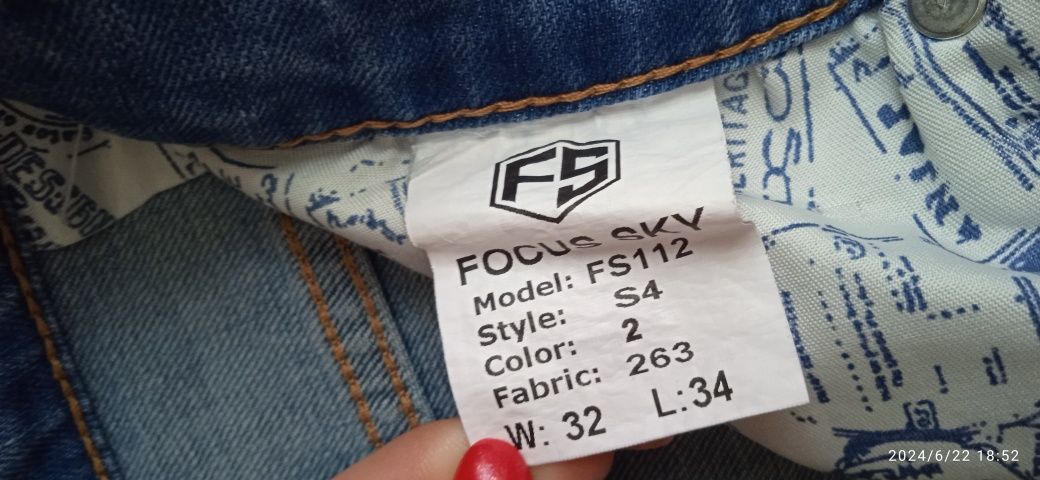 FS
FOCUS SKY
Model: FS112
Style: S4
Color: 2
Fabric: 263
W: 32 L:34
2024/6/22 18:52